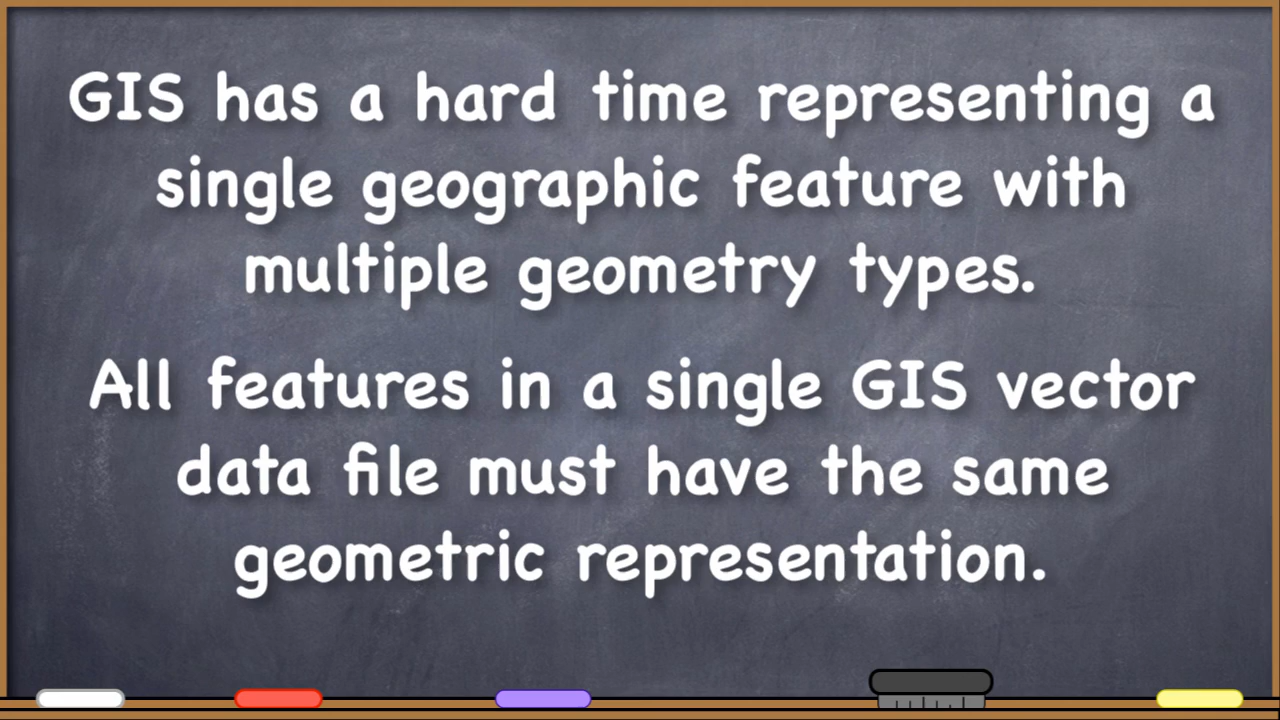 GIS has a hard time representing a
single geographic feature with
multiple geometry types.
All features in a single GIS vector
data file must have the same
geometric representation.